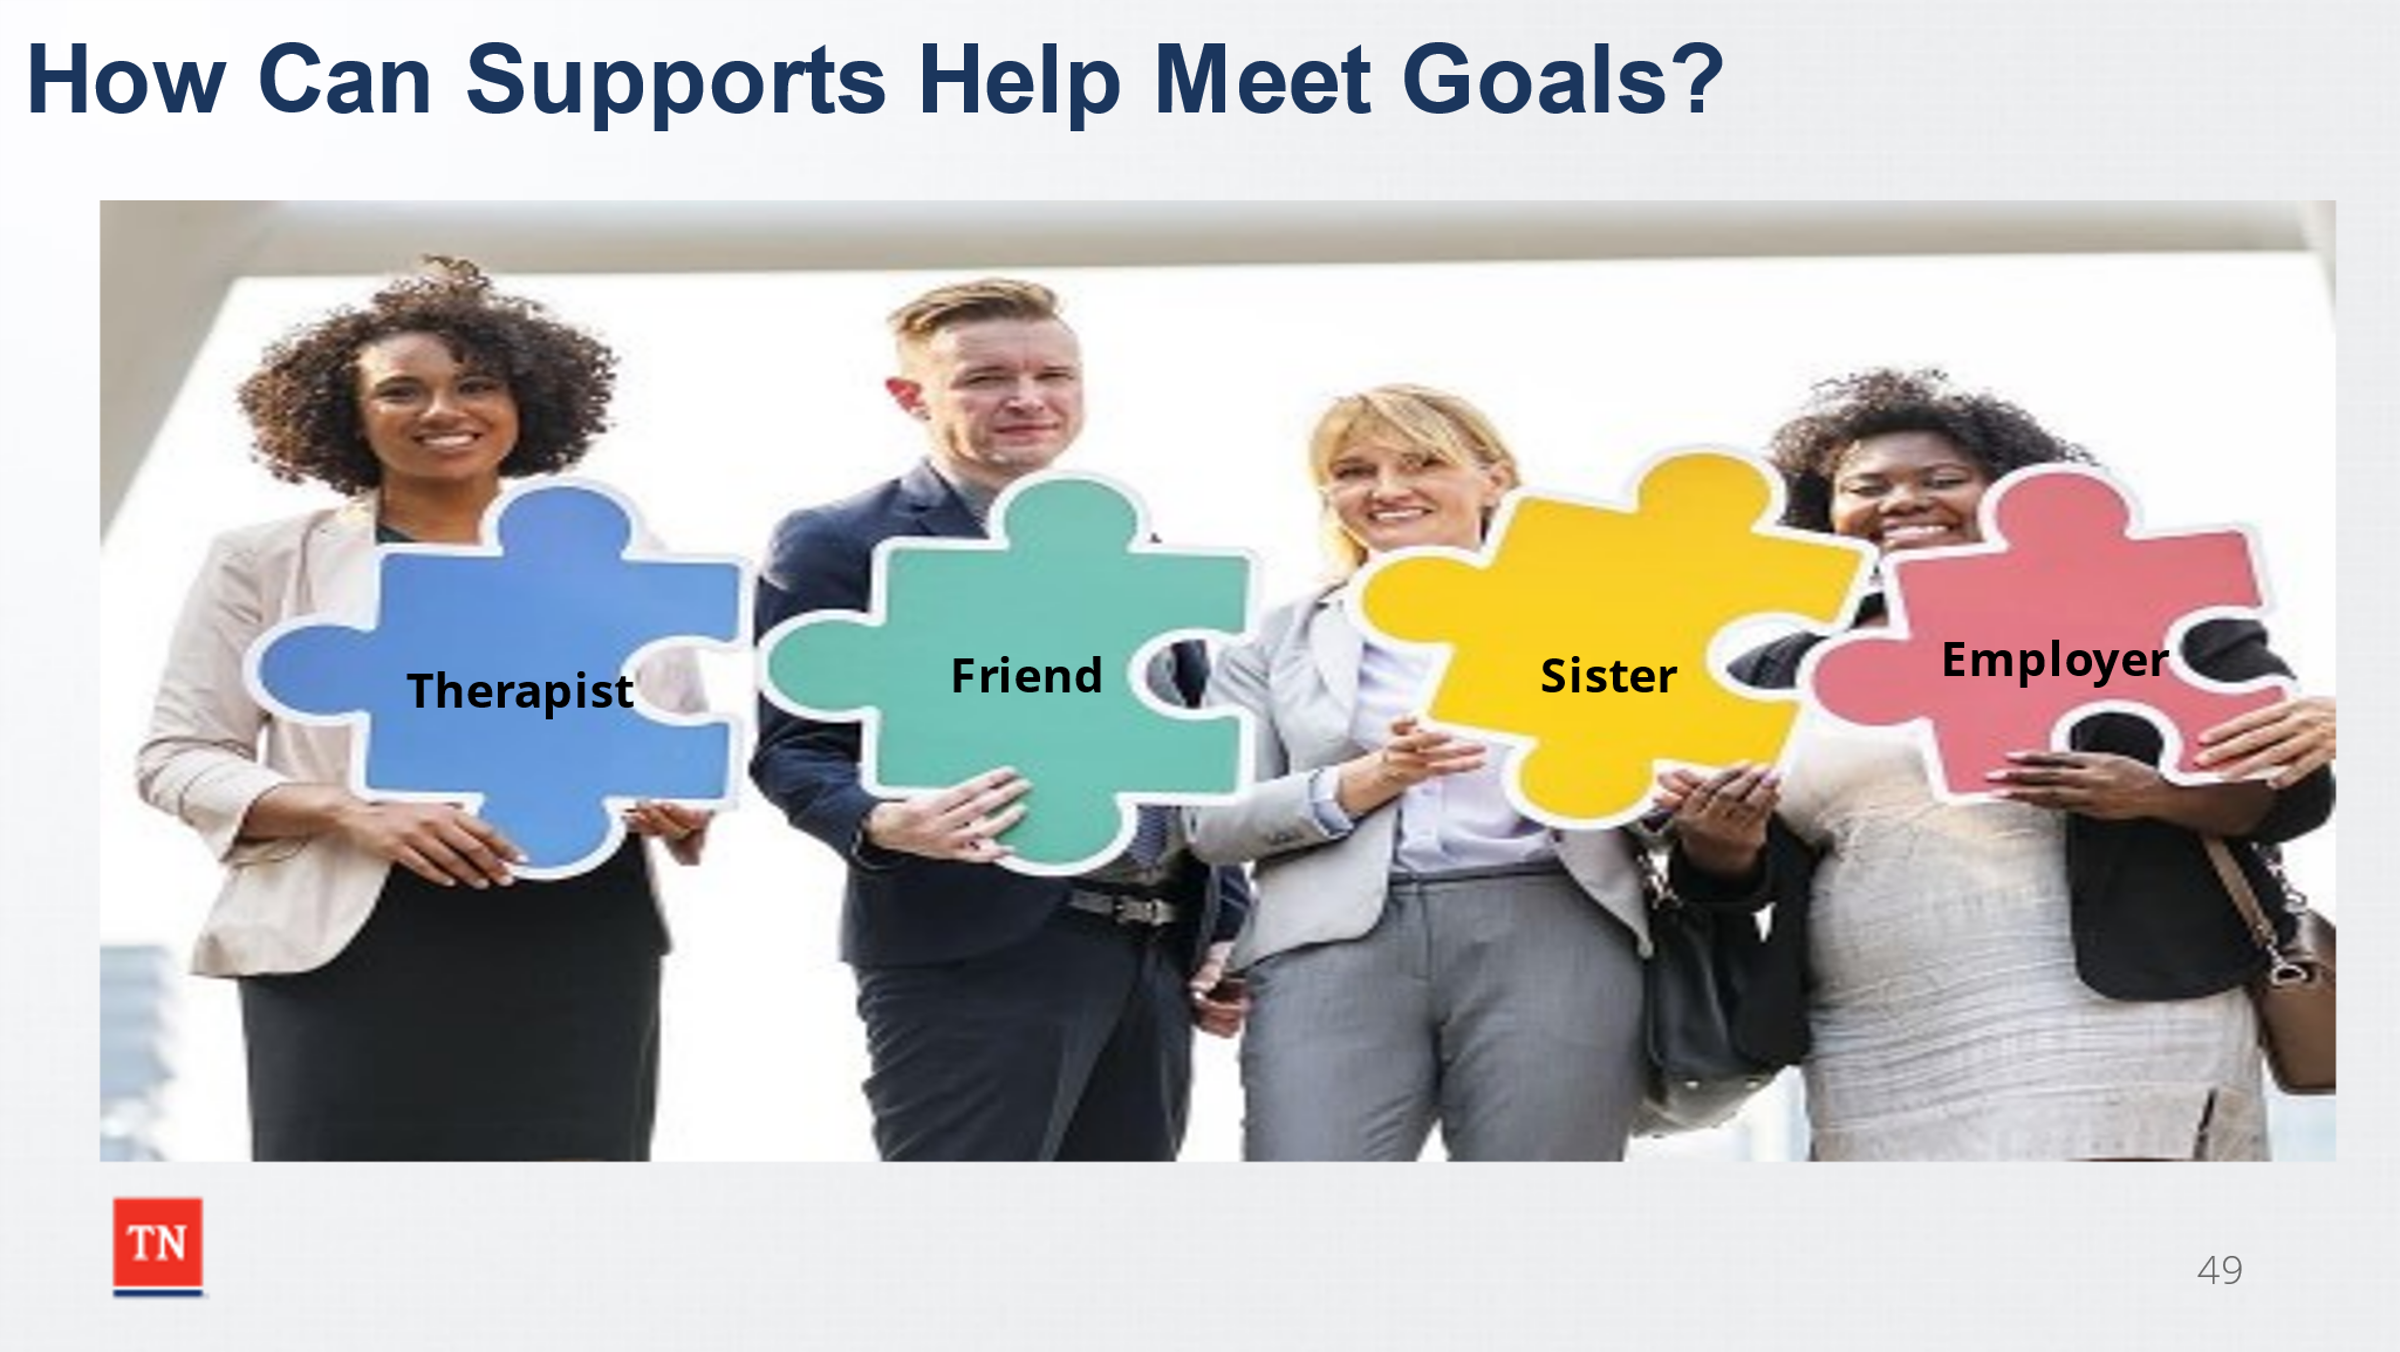 How Can Supports Help Meet Goals?
Therapist
Friend
Sister
Employer
TN
49